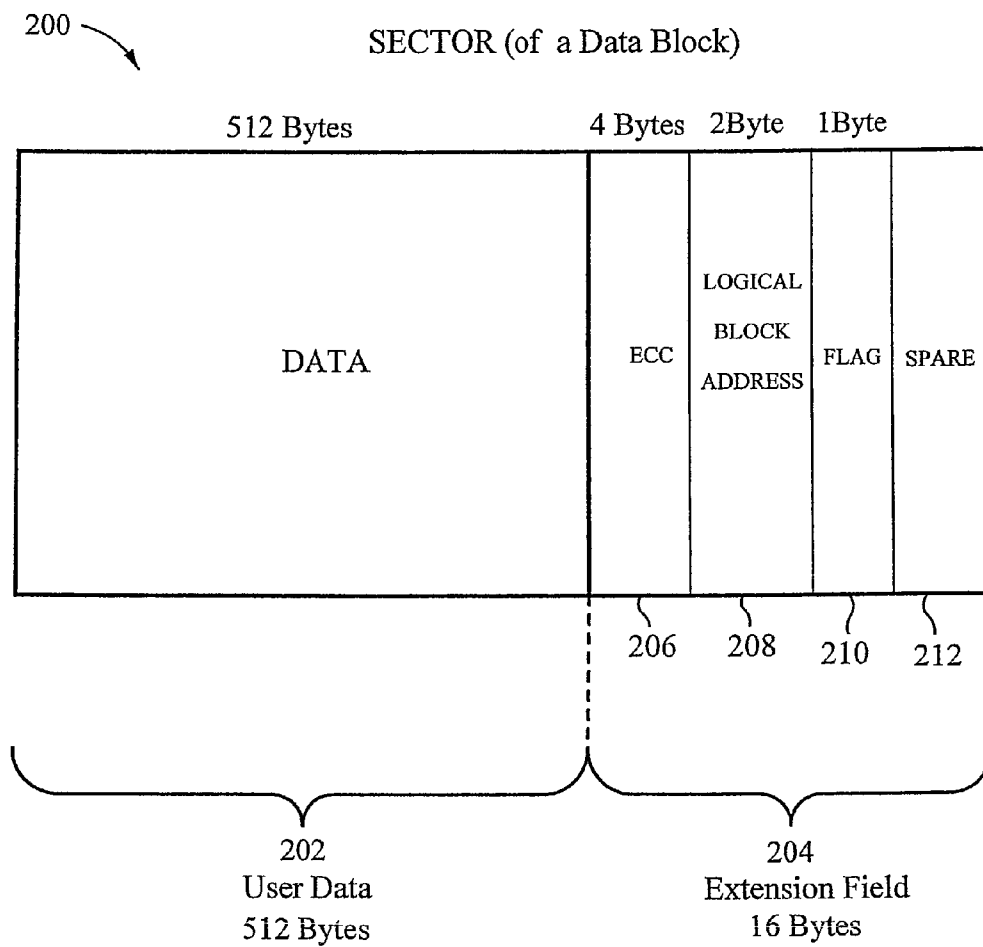 200
SECTOR (of a Data Block)
512 Bytes
4 Bytes
2Byte
1Byte
DATA
ECC
LOGICAL
BLOCK
ADDRESS
FLAG
SPARE
206
208
210
212
202
User Data
512 Bytes
204
Extension Field
16 Bytes